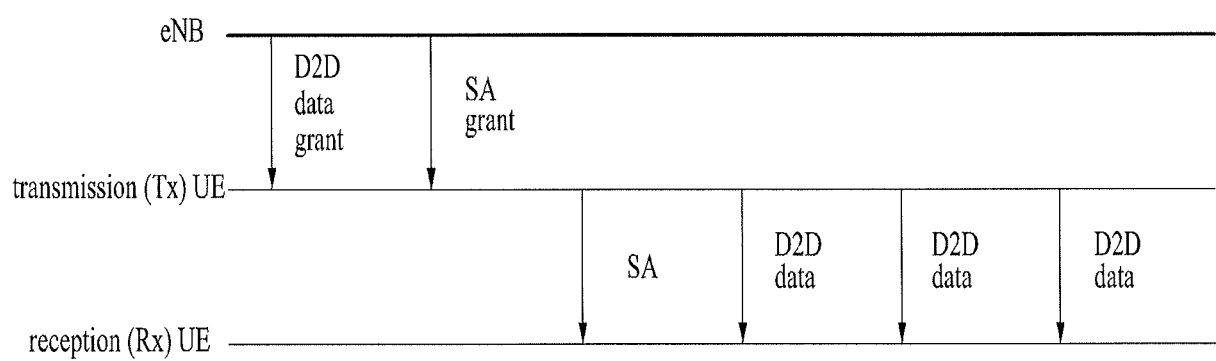 eNB
D2D
data
grant
SA
grant
transmission (Tx) UE
SA
D2D
data
D2D
data
D2D
data
reception (Rx) UE